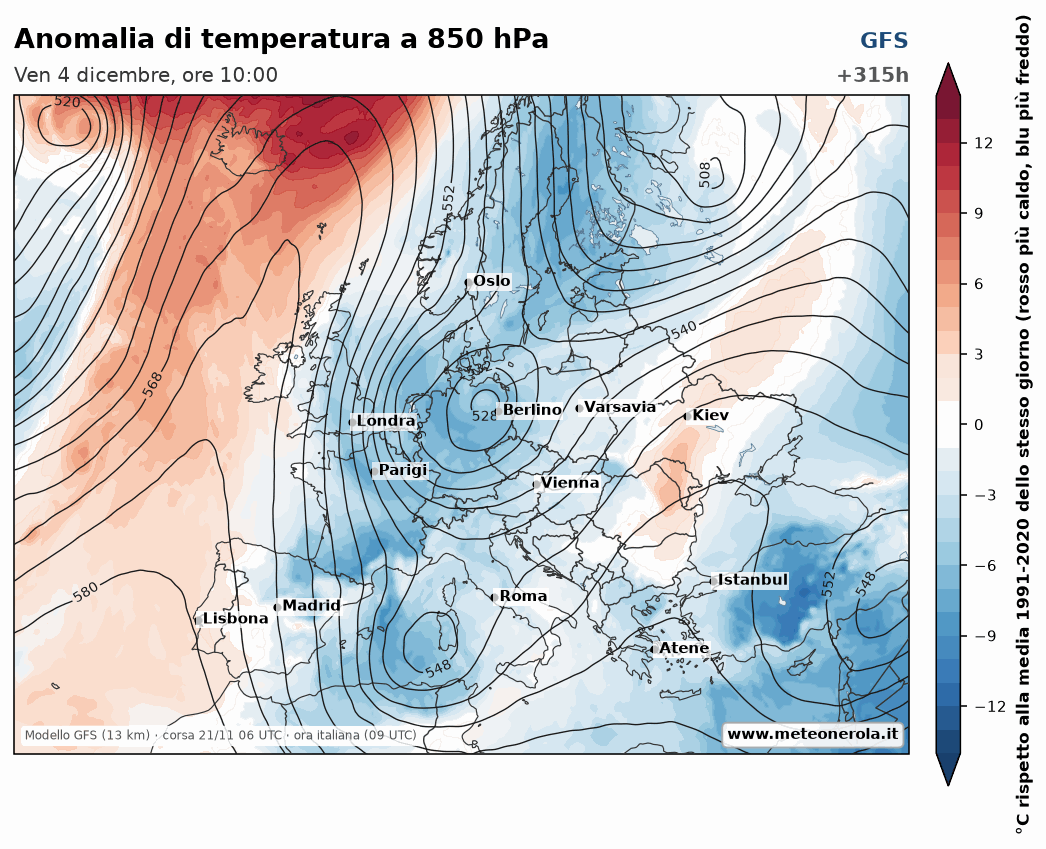 Anomalia di temperatura a 850 hPa
GFS
Ven 4 dicembre, ore 10:00
+315h
520
508
552
Oslo
540
568
528
Berlino
Varsavia
Kiev
Londra
Parigi
Vienna
580
Madrid
Lisbona
Roma
Istanbul
552
548
Atene
548
Modello GFS (13 km) · corsa 21/11 06 UTC · ora italiana (09 UTC)
www.meteonerola.it
12
9
6
3
0
−3
−6
−9
−12
°C rispetto alla media 1991-2020 dello stesso giorno (rosso più caldo, blu più freddo)